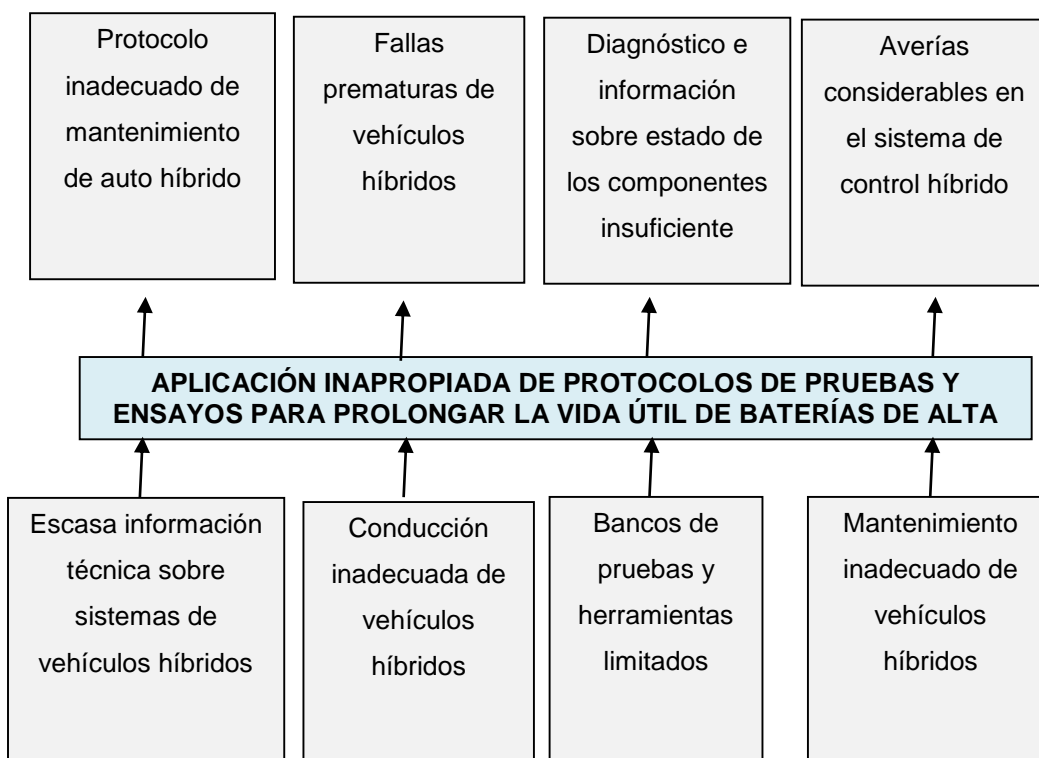 Protocolo
inadecuado de
mantenimiento
de auto híbrido
Fallas
prematuras de
vehículos
híbridos
Diagnóstico e
información
sobre estado de
los componentes
insuficiente
Averías
considerables en
el sistema de
control híbrido
APLICACIÓN INAPROPIADA DE PROTOCOLOS DE PRUEBAS Y
ENSAYOS PARA PROLONGAR LA VIDA ÚTIL DE BATERÍAS DE ALTA
Escasa información
técnica sobre
sistemas de
vehículos híbridos
Conducción
inadecuada de
vehículos
híbridos
Bancos de
pruebas y
herramientas
limitados
Mantenimiento
inadecuado de
vehículos
híbridos